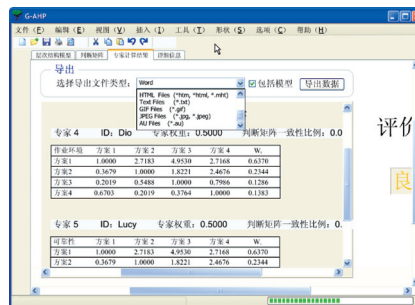 G-AHP
文件(F) 编辑(E) 视图(V) 插入(I) 工具(T) 形状(S) 选项(C) 帮助(H)
层次结构模型 判断矩阵 专家计算结果 详细信息
导出
选择导出文件类型: Word 包括模型 导出数据
HTML Files (*htm, *html, *.mht)
Text Files (*.txt)
GIF Files (*.gif)
JPEG Files (*.jpg, *.jpeg)
AU Files (*.au)
专家 4 ID: Dio 专家权重: 0.5000 判断矩阵一致性比例: 0.0
作业环境 方案 1 方案 2 方案 3 方案 4 W.
方案1 1.0000 2.7183 4.9530 2.7168 0.6370
方案2 0.3679 1.0000 1.8221 2.4676 0.2344
方案3 0.2019 0.5488 1.0000 0.7986 0.1286
方案4 0.6703 0.2019 0.3764 1.0000 0.1383
专家 5 ID: Lucy 专家权重: 0.5000 判断矩阵一致性比例: 0.
可靠性 方案 1 方案 2 方案 3 方案 4 W.
方案1 1.0000 2.7183 4.9530 2.7168 0.6370
方案2 0.3679 1.0000 1.8221 2.4676 0.2344
评价
良